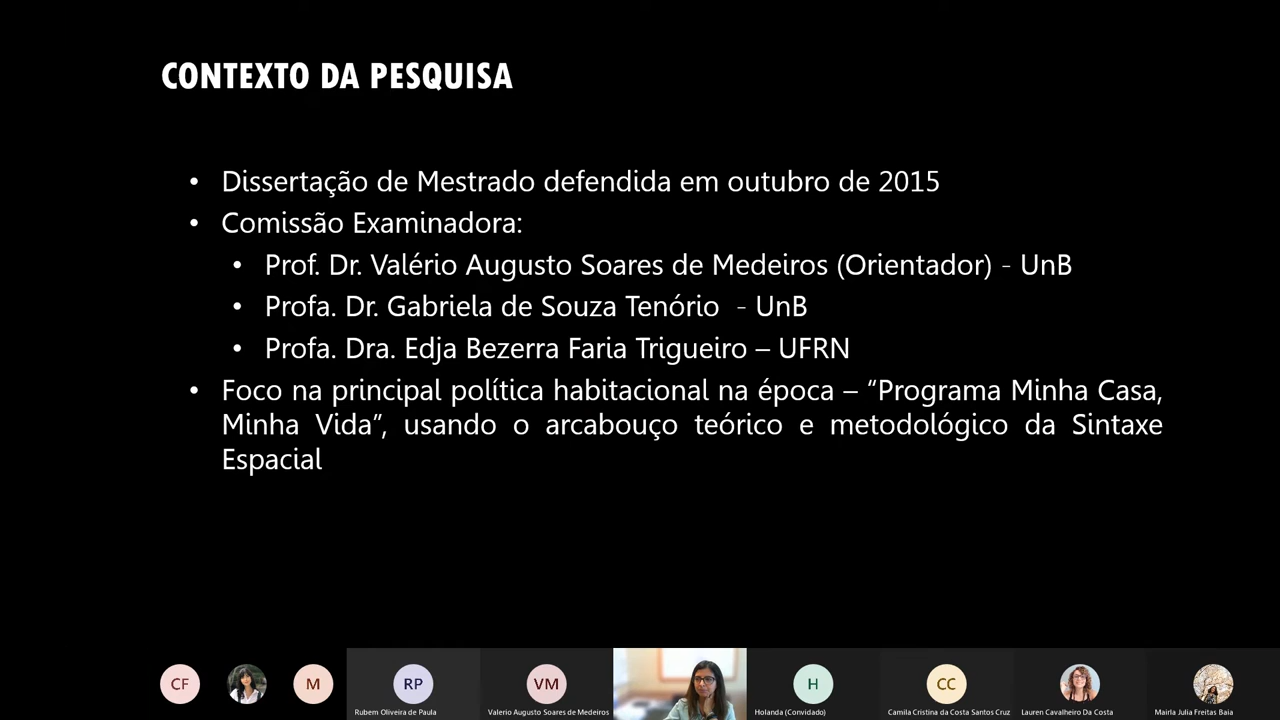 CONTEXTO DA PESQUISA
• Dissertação de Mestrado defendida em outubro de 2015
• Comissão Examinadora:
• Prof. Dr. Valério Augusto Soares de Medeiros (Orientador) - UnB
• Profa. Dr. Gabriela de Souza Tenório - UnB
• Profa. Dra. Edja Bezerra Faria Trigueiro – UFRN
• Foco na principal política habitacional na época – “Programa Minha Casa,
Minha Vida”, usando o arcabouço teórico e metodológico da Sintaxe
Espacial
CF
M
RP
VM
H
CC
Rubem Oliveira de Paula
Valerio Augusto Soares de Medeiros
Holanda (Convidado)
Camila Cristina da Costa Santos Cruz
Lauren Cavalheiro Da Costa
Mairla Julia Freitas Baia